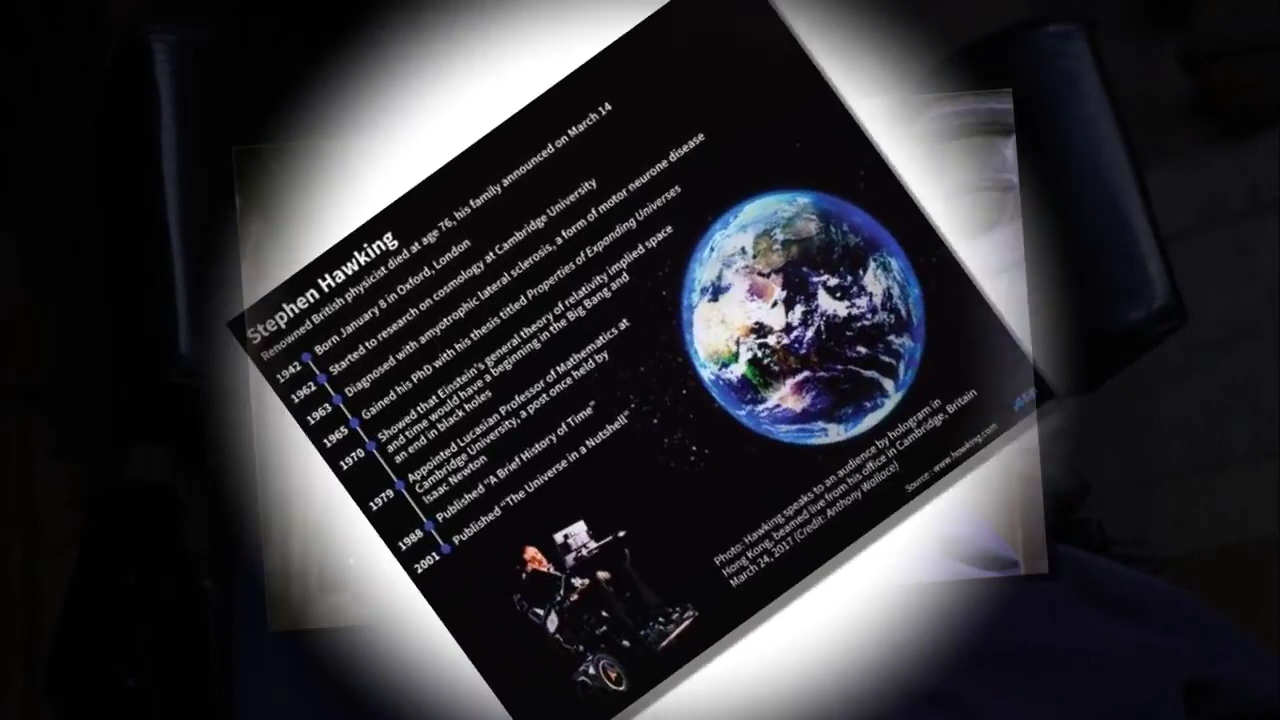 Stephen Hawking
Renowned British physicist died at age 76, his family announced on March 14
1942 Born January 8 in Oxford, London
1962 Started to research on cosmology at Cambridge University
1963 Diagnosed with amyotrophic lateral sclerosis, a form of motor neurone disease
1965 Gained his PhD with his thesis titled Properties of Expanding Universes
1970 Showed that Einstein's general theory of relativity implied space
and time would have a beginning in the Big Bang and
an end in black holes
1979 Appointed Lucasian Professor of Mathematics at
Cambridge University, a post once held by
Isaac Newton
1988 Published "A Brief History of Time"
2001 Published "The Universe in a Nutshell"
Photo: Hawking speaks to an audience by hologram in
Hong Kong, beamed live from his office in Cambridge, Britain
March 24, 2017 (Credit: Anthony Wallace)
Source: www.hawking.com